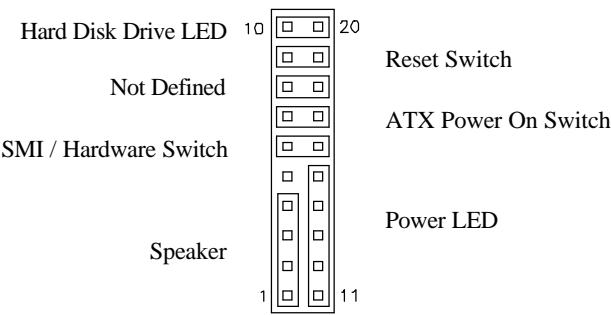 Hard Disk Drive LED 10 20
Reset Switch
Not Defined
ATX Power On Switch
SMI / Hardware Switch
Power LED
Speaker
1 11